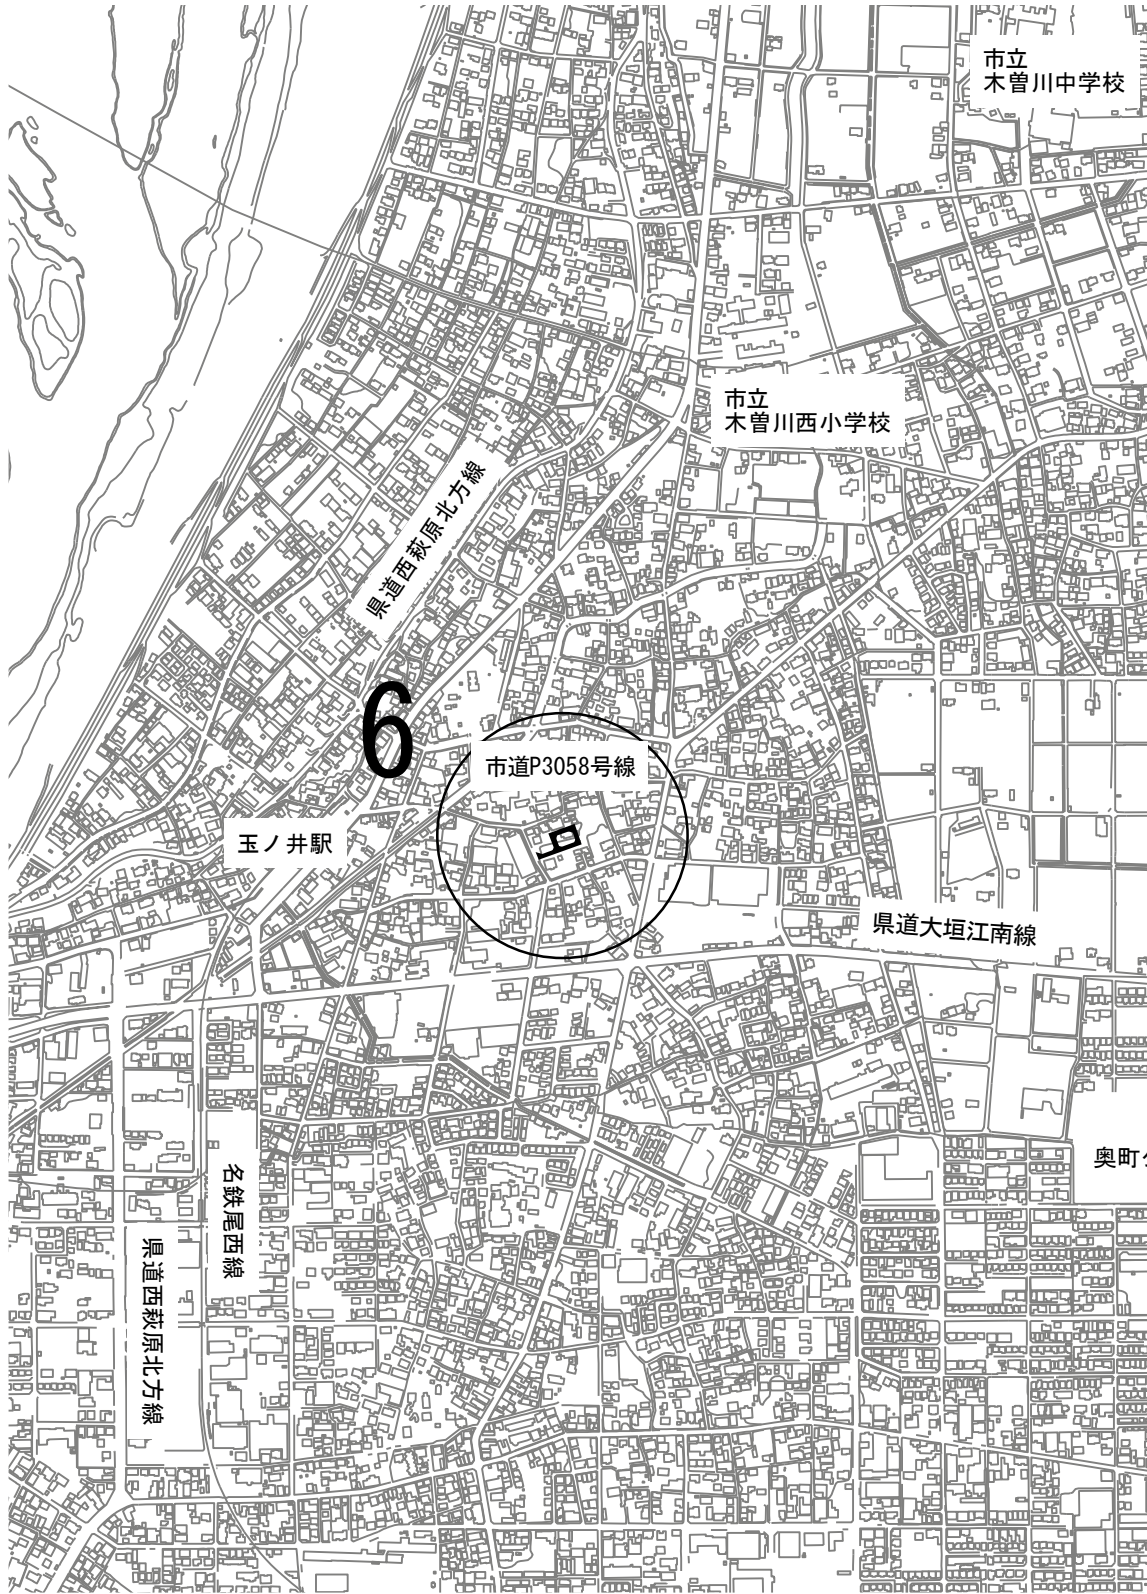 市立
木曽川中学校
市立
木曽川西小学校
県道西萩原北方線
6
市道P3058号線
玉ノ井駅
県道大垣江南線
奥町
名鉄尾西線
県道西萩原北方線